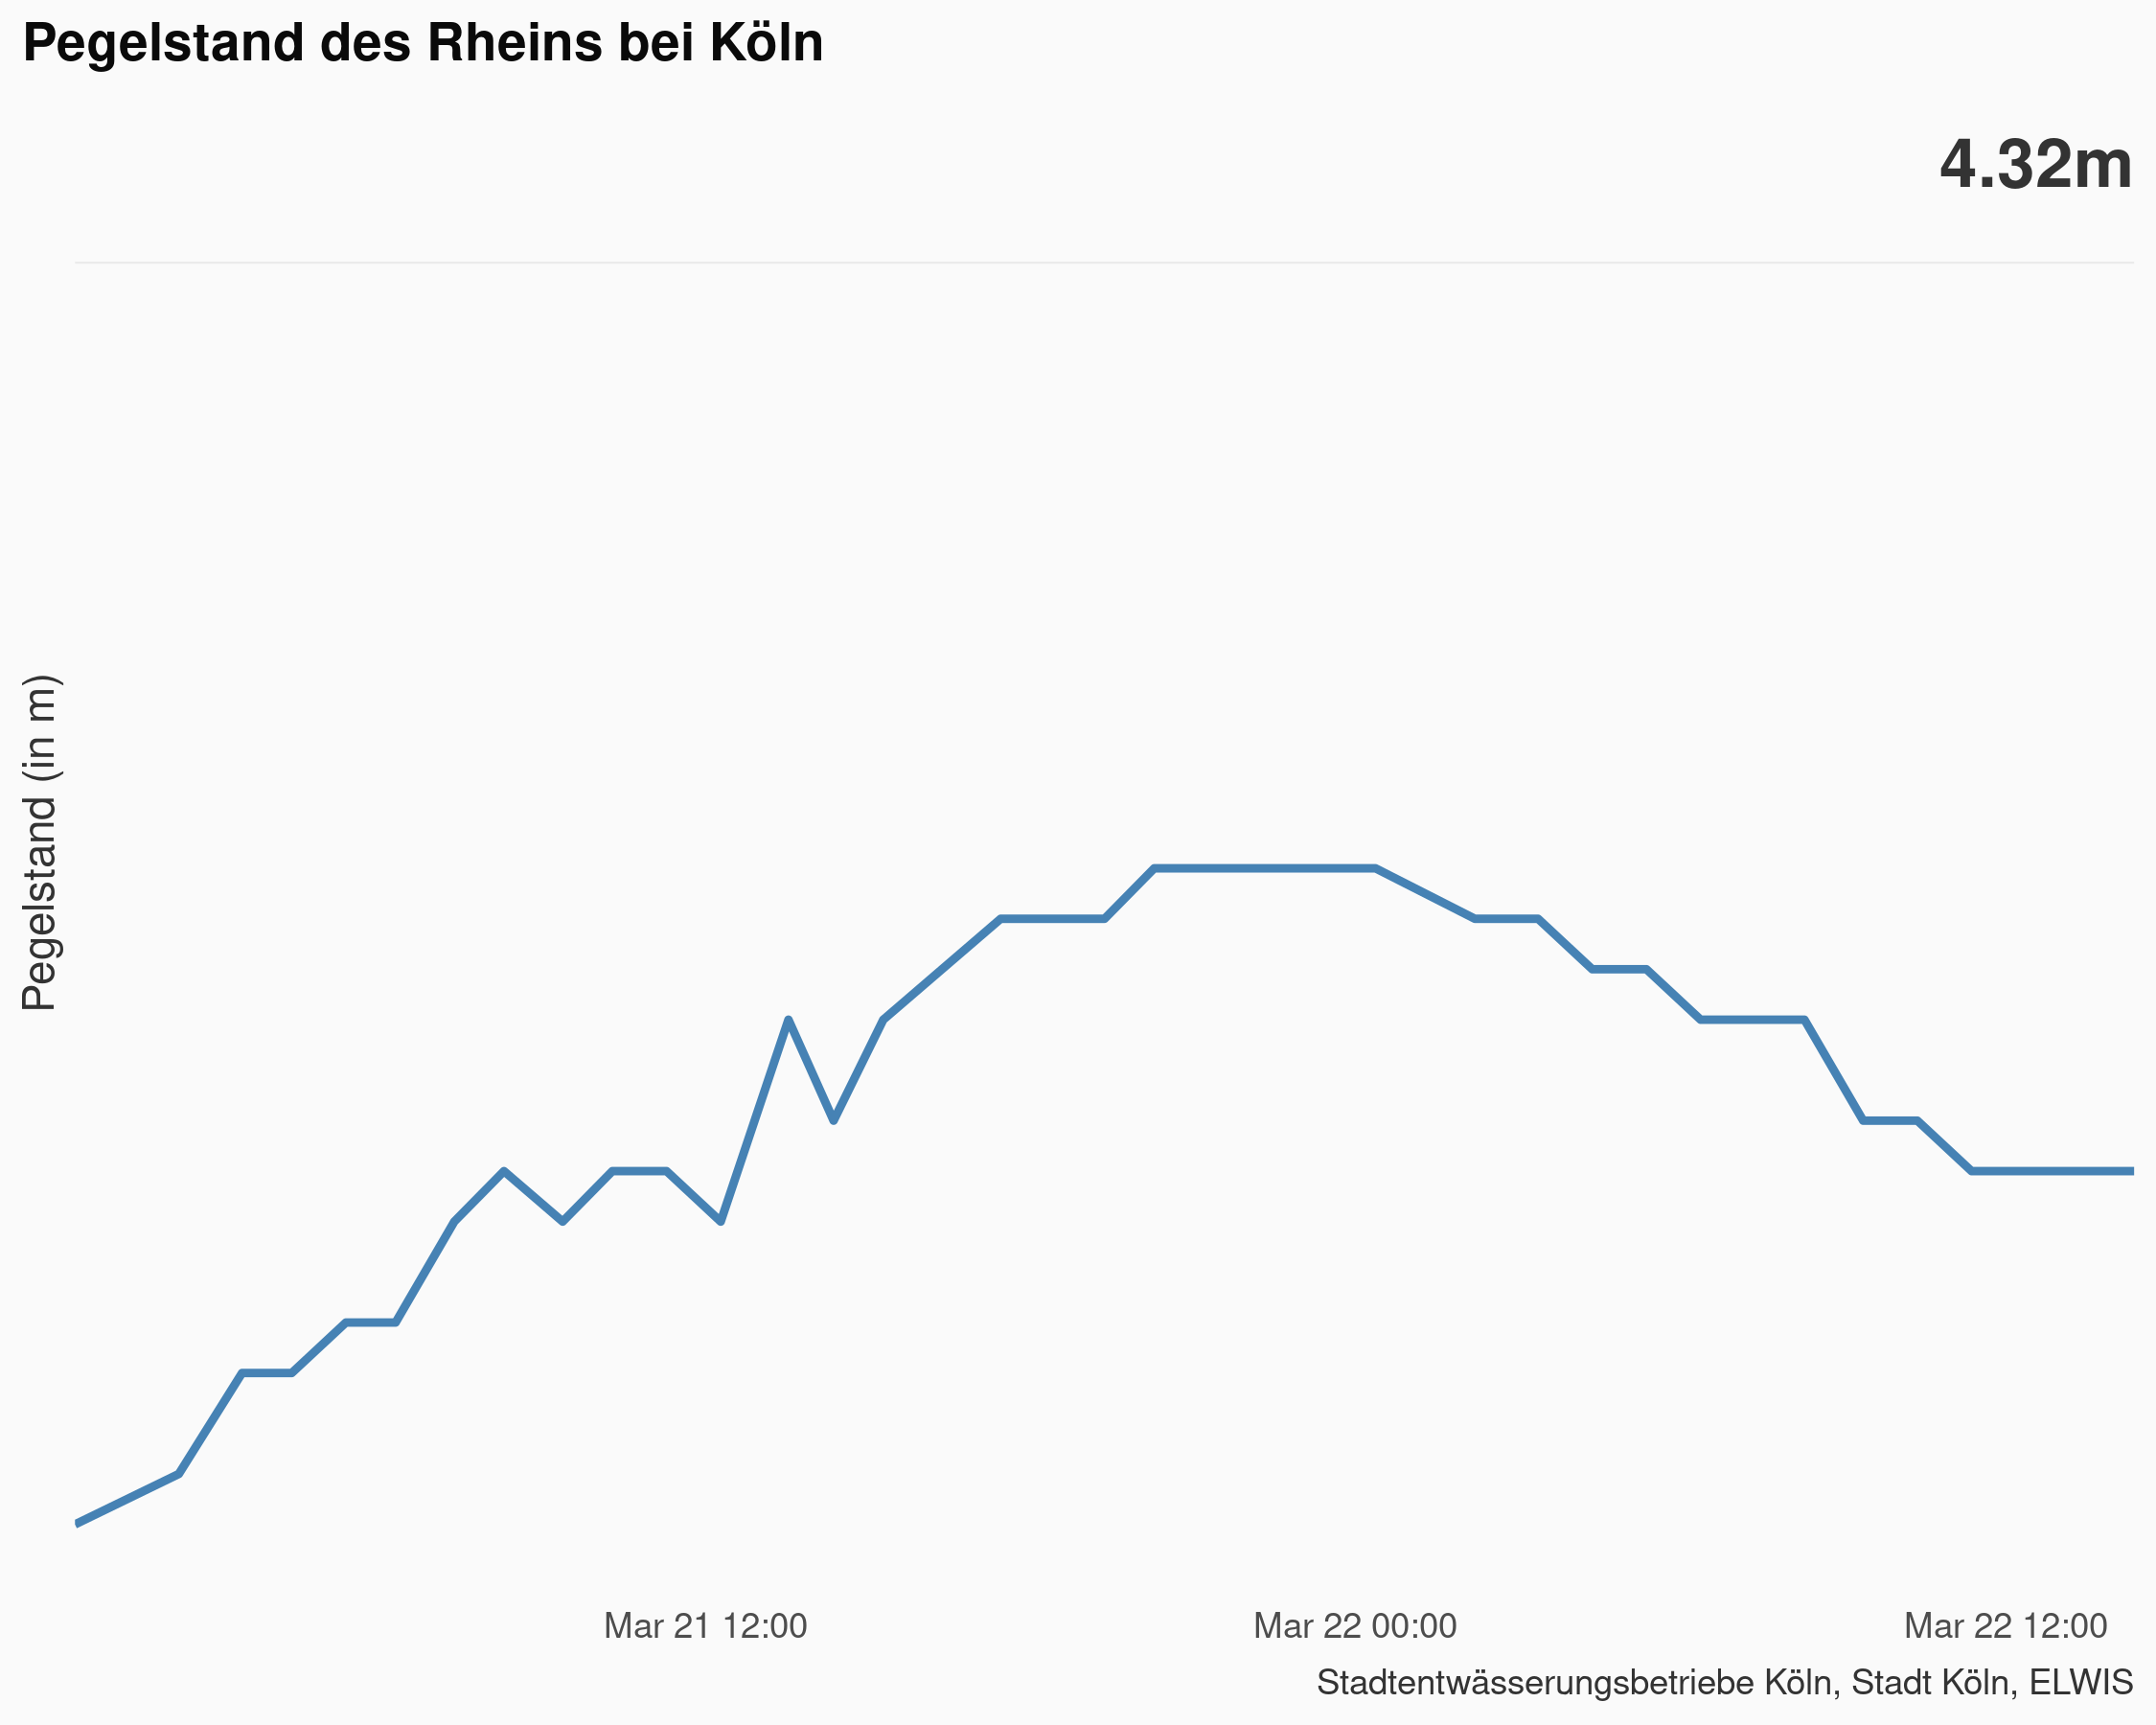 Pegelstand des Rheins bei Köln
4.32m
Pegelstand (in m)
Mar 21 12:00
Mar 22 00:00
Mar 22 12:00
Stadtentwässerungsbetriebe Köln, Stadt Köln, ELWIS